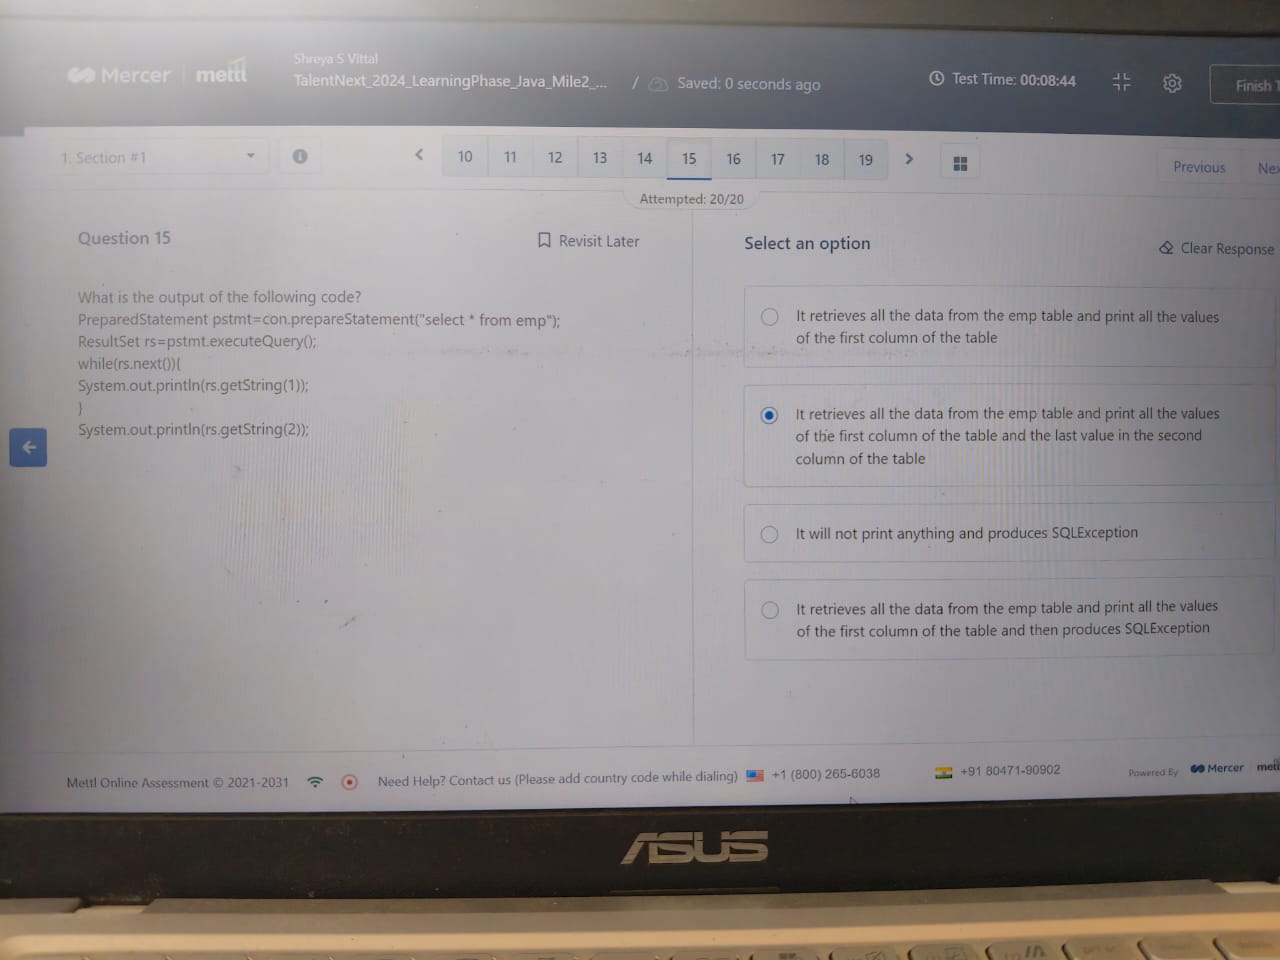 Mercer mettl
Shreya S Vittal
TalentNext_2024_LearningPhase_Java_Mile2_... / Saved: 0 seconds ago
Test Time: 00:08:44
Finish
1. Section #1
10 11 12 13 14 15 16 17 18 19
Previous
Attempted: 20/20
Question 15
Revisit Later
What is the output of the following code?
PreparedStatement pstmt=con.prepareStatement("select * from emp");
ResultSet rs=pstmt.executeQuery();
while(rs.next()){
System.out.println(rs.getString(1));
}
System.out.println(rs.getString(2));
Select an option
Clear Response
It retrieves all the data from the emp table and print all the values
of the first column of the table
It retrieves all the data from the emp table and print all the values
of the first column of the table and the last value in the second
column of the table
It will not print anything and produces SQLException
It retrieves all the data from the emp table and print all the values
of the first column of the table and then produces SQLException
Mettl Online Assessment © 2021-2031
Need Help? Contact us (Please add country code while dialing) +1 (800) 265-6038
+91 80471-90902
Powered By Mercer
ASUS